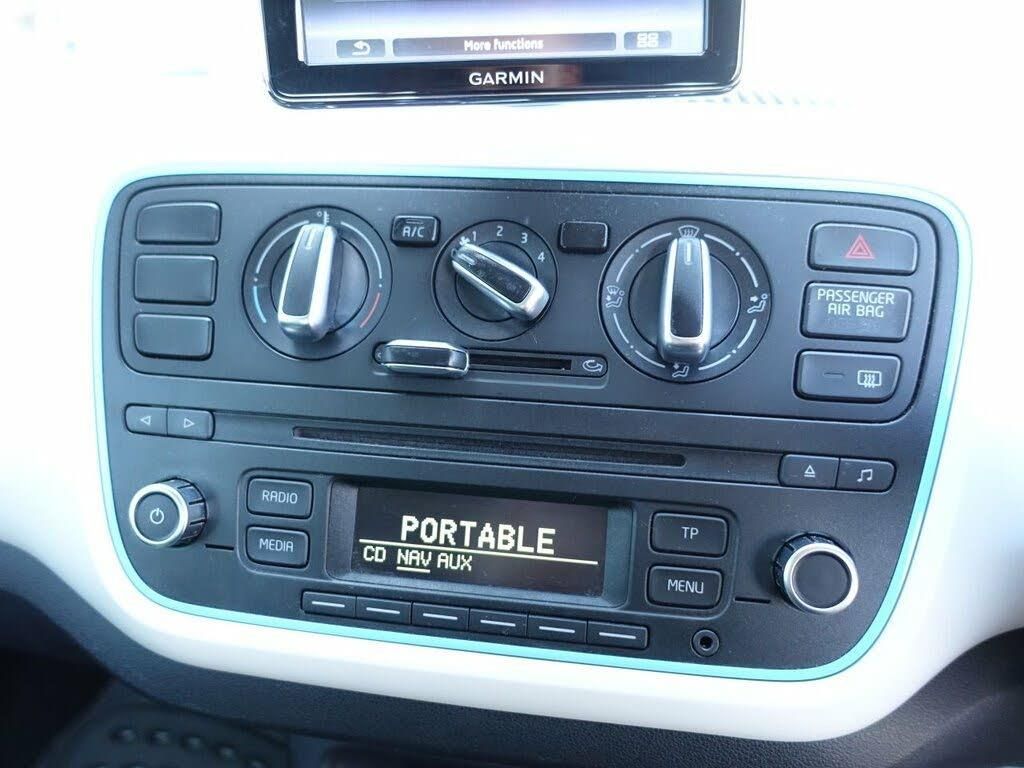 More functions
GARMIN
A/C
1 2 3 4
PASSENGER
AIR BAG
RADIO
MEDIA
PORTABLE
CD NAV AUX
TP
MENU